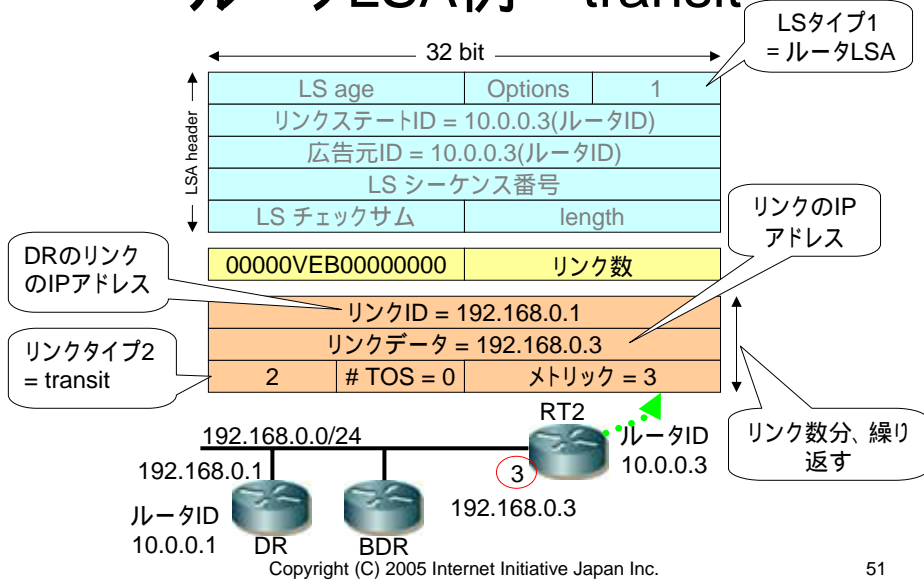 ルータLSA例 – transit
LSタイプ1
= ルータLSA
32 bit
LSA header
LS age Options 1
リンクステートID = 10.0.0.3(ルータID)
広告元ID = 10.0.0.3(ルータID)
LS シーケンス番号
LS チェックサム length
リンクのIP
アドレス
DRのリンク
のIPアドレス
00000VEB00000000 リンク数
リンクID = 192.168.0.1
リンクデータ = 192.168.0.3
リンクタイプ2
= transit
2 # TOS = 0 メトリック = 3
リンク数分、繰り
返す
RT2
192.168.0.0/24
ルータID
10.0.0.3
192.168.0.1
3
192.168.0.3
ルータID
10.0.0.1
DR
BDR
Copyright (C) 2005 Internet Initiative Japan Inc. 51